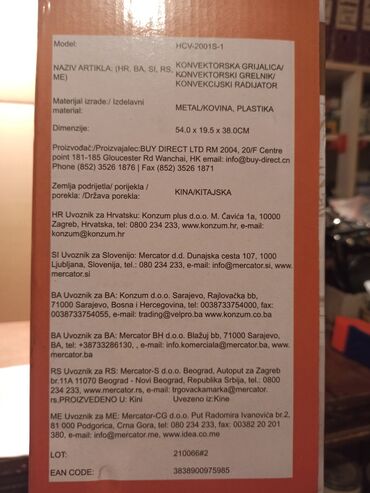 Model: HCV-2001S-1
NAZIV ARTIKLA: (HR, BA, SI, RS, ME) KONVEKTORSKA GRIJALICA/
KONVEKTORSKI GRELNIK/
KONVEKCIJSKI RADIJATOR
Materijal izrade:/ Izdelavni material: METAL/KOVINA, PLASTIKA
Dimenzije: 54.0 x 19.5 x 38.0CM
Proizvođač:/Proizvajalec:BUY DIRECT LTD RM 2004, 20/F Centre
point 181-185 Gloucester Rd Wanchai, HK email: info@buy-direct.cn
Phone (852) 3526 1876 | Fax (852) 3526 1871
Zemlja podrijetla/ porijekla /
porekla: /Država porekla: KINA/KITAJSKA
HR Uvoznik za Hrvatsku: Konzum plus d.o.o. M. Ćavića 1a, 10000
Zagreb, Hrvatska, tel: 0800 234 233, www.konzum.hr, e-mail:
konzum@konzum.hr
SI Uvoznik za Slovenijo: Mercator d.d. Dunajska cesta 107, 1000
Ljubljana, Slovenija, tel.: 080 234 233, e-mail: info@mercator.si, www.
mercator.si
BA Uvoznik za BA: Konzum d.o.o. Sarajevo, Rajlovačka bb,
71000 Sarajevo, Bosna i Hercegovina, tel: 0038733754000, fax:
0038733754055, e-mail: trading@velpro.ba www.konzum.ba
BA Uvoznik za BA: Mercator BH d.o.o. Blažuj bb, 71000 Sarajevo,
BA, tel: +38733286130, , e-mail: info.komerciala@mercator.ba, www.
mercator.ba
RS Uvoznik za RS: Mercator-S d.o.o. Beograd, Autoput za Zagreb
br.11A 11070 Beograd - Novi Beograd, Republika Srbija, tel.: 0800
234 233, www.mercator.rs, e-mail: trgovackamarka@mercator.
rs,PROIZVEDENO U: Kini Uvezeno iz:Kine
ME Uvoznik za ME: Mercator-CG d.o.o. Put Radomira Ivanovića br.2,
81 000 Podgorica, Crna Gora, tel: 080 234 233, fax: 00382 20 201
380, e-mail: info@mercator.me, www.idea.co.me
LOT: 210066#2
EAN CODE: 3838900975985